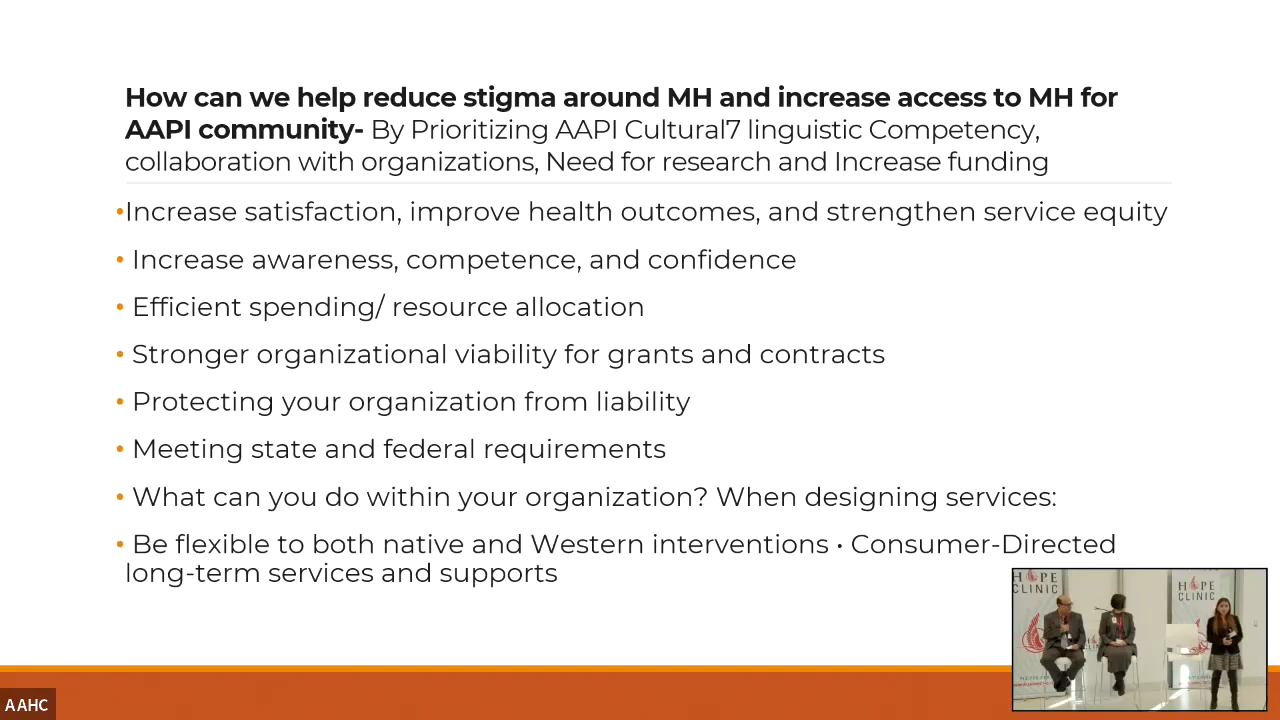 How can we help reduce stigma around MH and increase access to MH for
AAPI community- By Prioritizing AAPI Cultural7 linguistic Competency,
collaboration with organizations, Need for research and Increase funding
•Increase satisfaction, improve health outcomes, and strengthen service equity
• Increase awareness, competence, and confidence
• Efficient spending/ resource allocation
• Stronger organizational viability for grants and contracts
• Protecting your organization from liability
• Meeting state and federal requirements
• What can you do within your organization? When designing services:
• Be flexible to both native and Western interventions • Consumer-Directed
long-term services and supports
H PE
CLINIC
H PE
CLINIC
AAHC